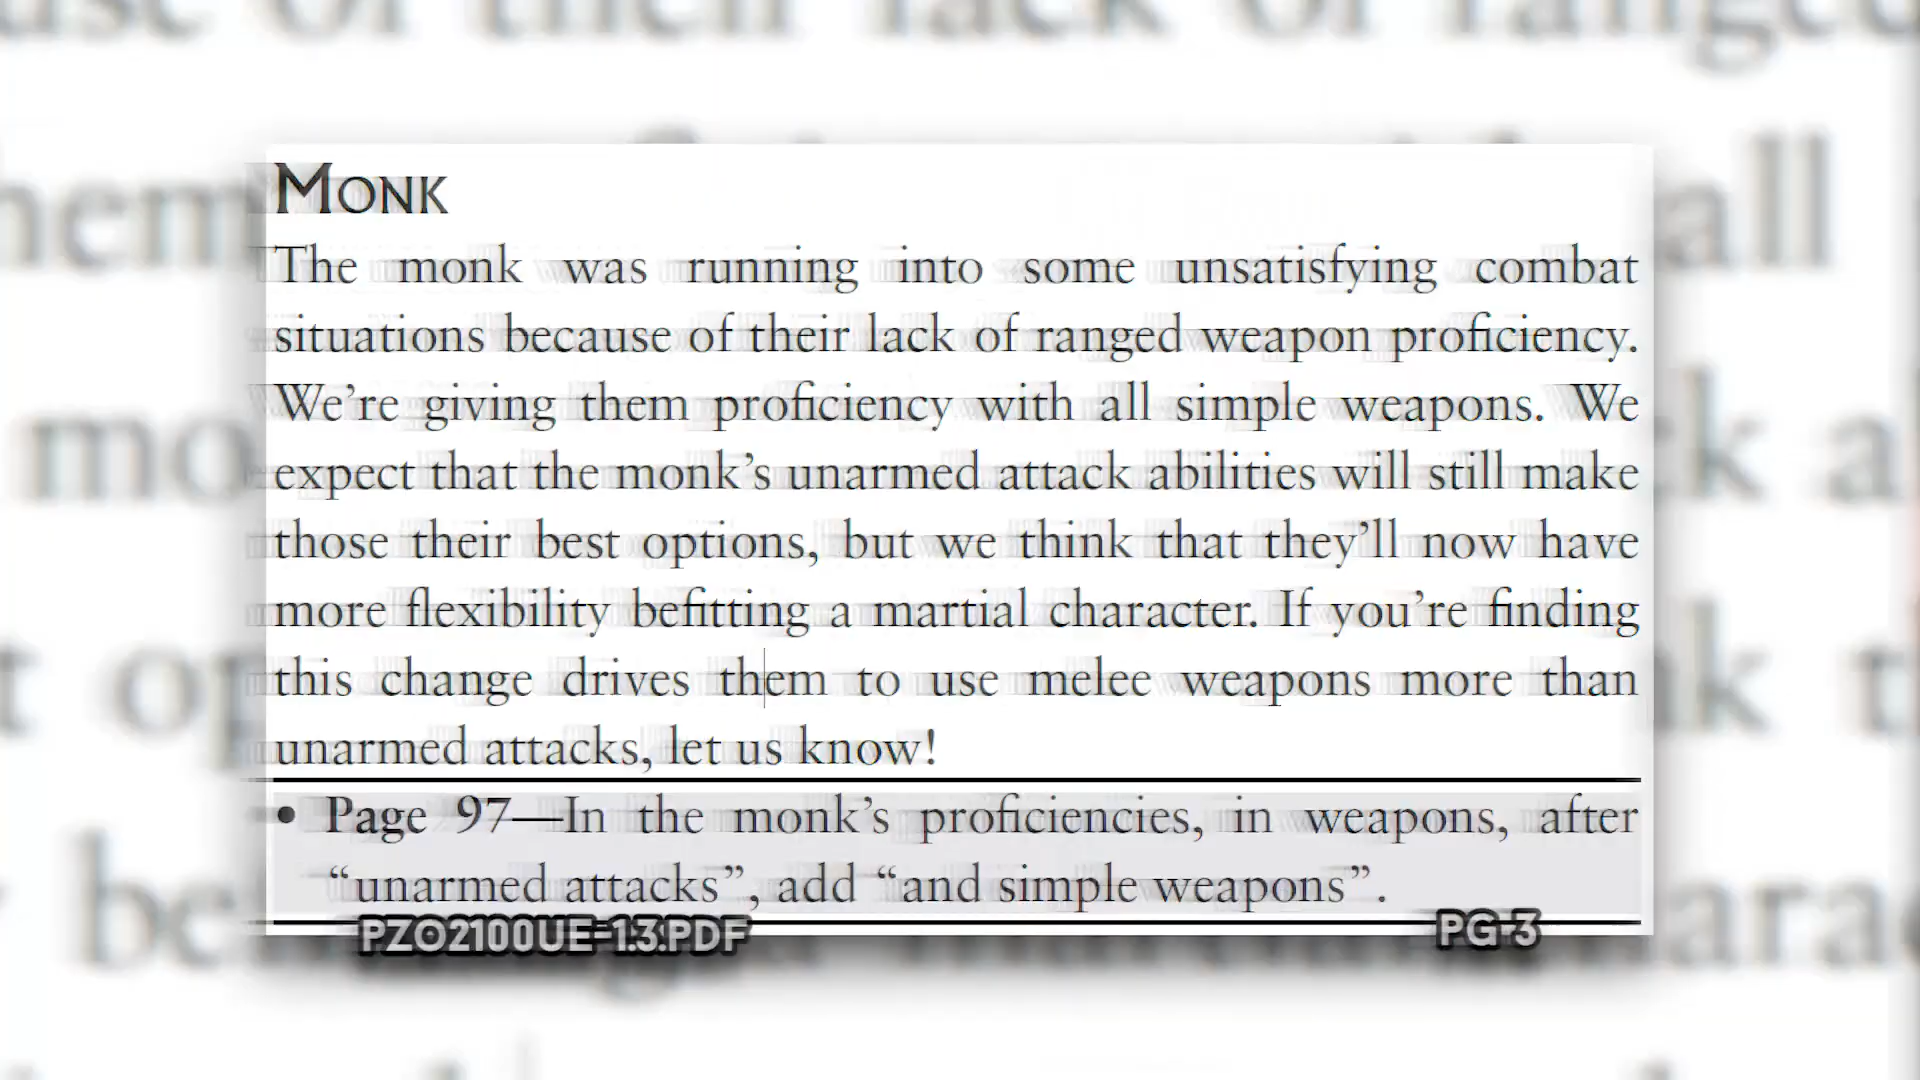 MONK
The monk was running into some unsatisfying combat
situations because of their lack of ranged weapon proficiency.
We're giving them proficiency with all simple weapons. We
expect that the monk's unarmed attack abilities will still make
those their best options, but we think that they'll now have
more flexibility befitting a martial character. If you're finding
this change drives them to use melee weapons more than
unarmed attacks, let us know!
• Page 97—In the monk's proficiencies, in weapons, after
“unarmed attacks”, add “and simple weapons”.
PZO2100UE-1.3.PDF
PG 3